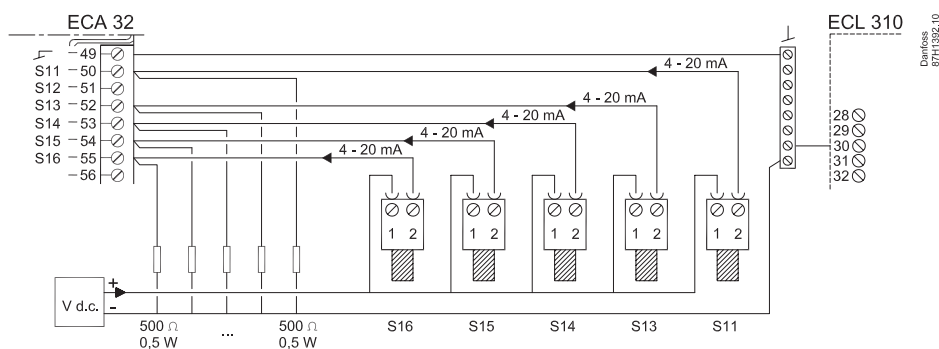 ECA 32
ECL 310
Danfoss
87H1392.10
49
S11 50
S12 51
S13 52
S14 53
S15 54
S16 55
56
4 - 20 mA
4 - 20 mA
4 - 20 mA
4 - 20 mA
4 - 20 mA
28
29
30
31
32
1 2
1 2
1 2
1 2
1 2
+
V d.c.
-
500 Ω
0,5 W
...
500 Ω
0,5 W
S16
S15
S14
S13
S11